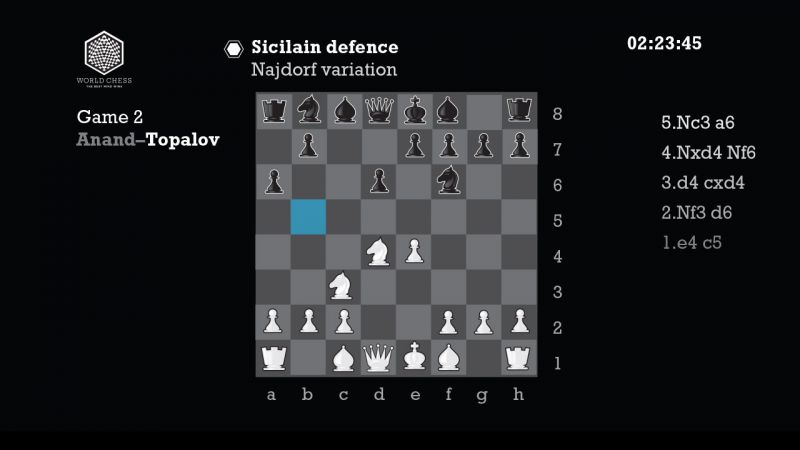 Sicilain defence
Najdorf variation
02:23:45
WORLD CHESS
THE BEST MIND WINS
Game 2
Anand–Topalov
8
7
6
5
4
3
2
1
a b c d e f g h
5.Nc3 a6
4.Nxd4 Nf6
3.d4 cxd4
2.Nf3 d6
1.e4 c5